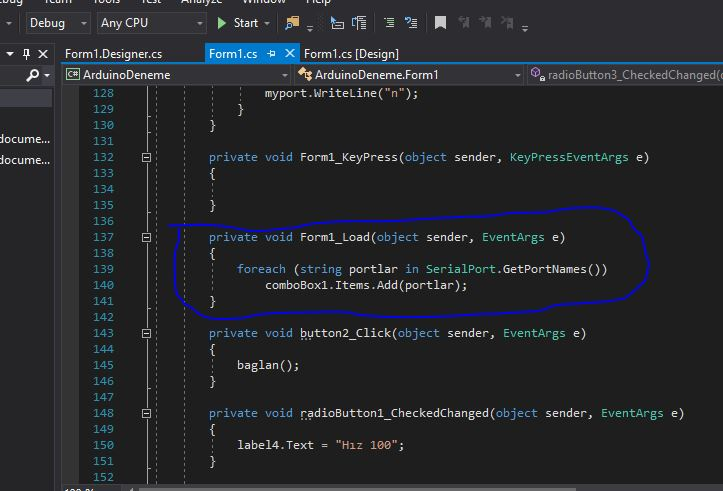 Debug
Any CPU
Start
Form1.Designer.cs
Form1.cs
Form1.cs [Design]
ArduinoDeneme
ArduinoDeneme.Form1
radioButton3_CheckedChanged(
docume...
docume...
128 myport.WriteLine("n");
129 }
130 }
131
132 private void Form1_KeyPress(object sender, KeyPressEventArgs e)
133 {
134
135 }
136
137 private void Form1_Load(object sender, EventArgs e)
138 {
139 foreach (string portlar in SerialPort.GetPortNames())
140 comboBox1.Items.Add(portlar);
141 }
142
143 private void button2_Click(object sender, EventArgs e)
144 {
145 baglan();
146 }
147
148 private void radioButton1_CheckedChanged(object sender, EventArgs e)
149 {
150 label4.Text = "Hız 100";
151 }
152